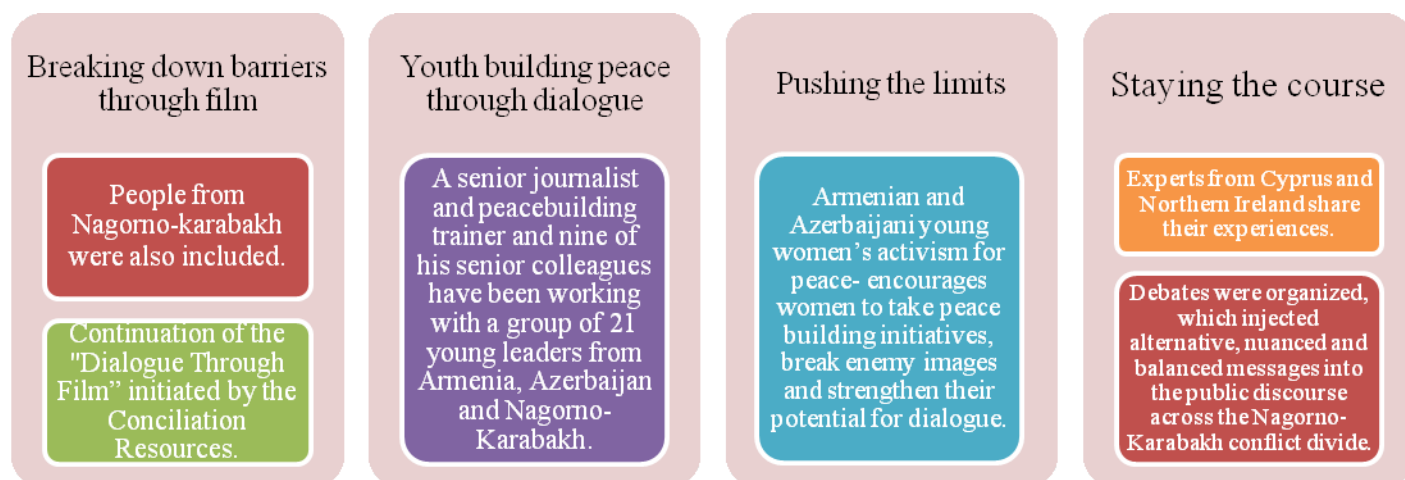 Breaking down barriers
through film
People from
Nagorno-karabakh
were also included.
Continuation of the
"Dialogue Through
Film” initiated by the
Conciliation
Resources.
Youth building peace
through dialogue
A senior journalist
and peacebuilding
trainer and nine of
his senior colleagues
have been working
with a group of 21
young leaders from
Armenia, Azerbaijan
and Nagorno-
Karabakh.
Pushing the limits
Armenian and
Azerbaijani young
women’s activism for
peace- encourages
women to take peace
building initiatives,
break enemy images
and strengthen their
potential for dialogue.
Staying the course
Experts from Cyprus and
Northern Ireland share
their experiences.
Debates were organized,
which injected
alternative, nuanced and
balanced messages into
the public discourse
across the Nagorno-
Karabakh conflict divide.